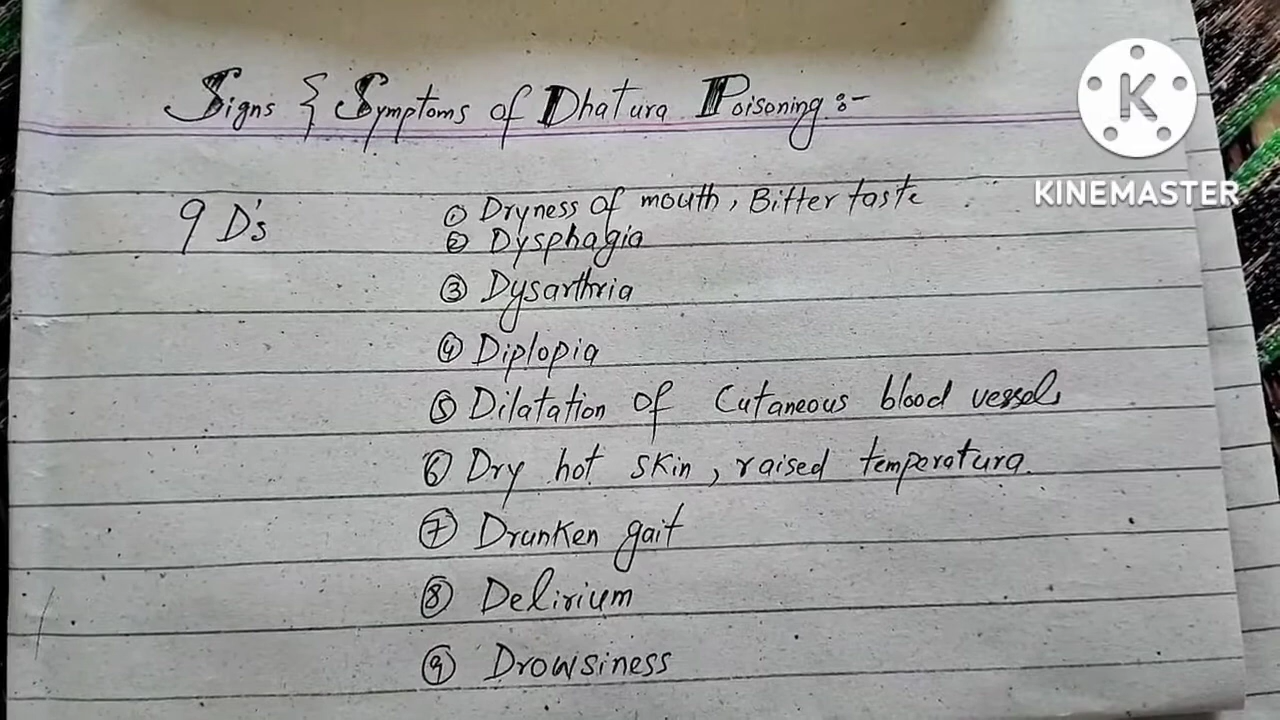 Signs & Symptoms of Dhatura Poisoning :-
K
KINEMASTER
9 D's
① Dryness of mouth, Bitter taste
② Dysphagia
③ Dysarthria
④ Diplopia
⑤ Dilatation of Cutaneous blood vessels
⑥ Dry hot skin, raised temperatura.
⑦ Drunken gait
⑧ Delirium
⑨ Drowsiness